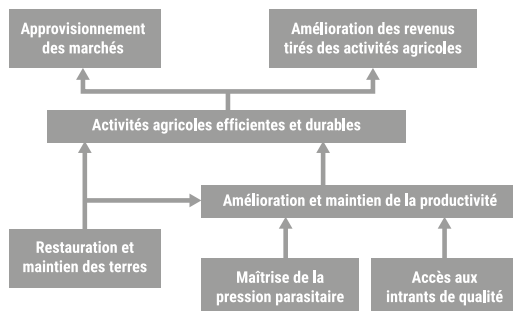 Approvisionnement
des marchés
Amélioration des revenus
tirés des activités agricoles
Activités agricoles efficientes et durables
Amélioration et maintien de la productivité
Restauration et
maintien des terres
Maîtrise de la
pression parasitaire
Accès aux
intrants de qualité